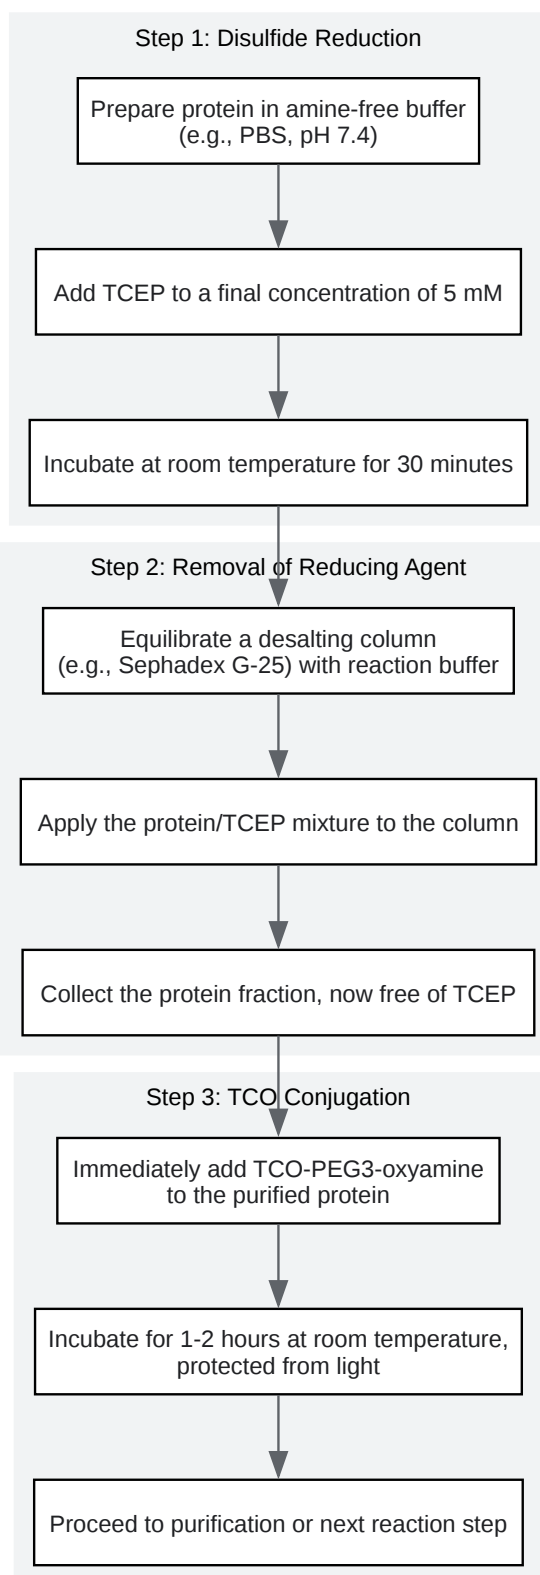 Step 1: Disulfide Reduction
Prepare protein in amine-free buffer
(e.g., PBS, pH 7.4)
Add TCEP to a final concentration of 5 mM
Incubate at room temperature for 30 minutes
Step 2: Removal of Reducing Agent
Equilibrate a desalting column
(e.g., Sephadex G-25) with reaction buffer
Apply the protein/TCEP mixture to the column
Collect the protein fraction, now free of TCEP
Step 3: TCO Conjugation
Immediately add TCO-PEG3-oxyamine
to the purified protein
Incubate for 1-2 hours at room temperature,
protected from light
Proceed to purification or next reaction step